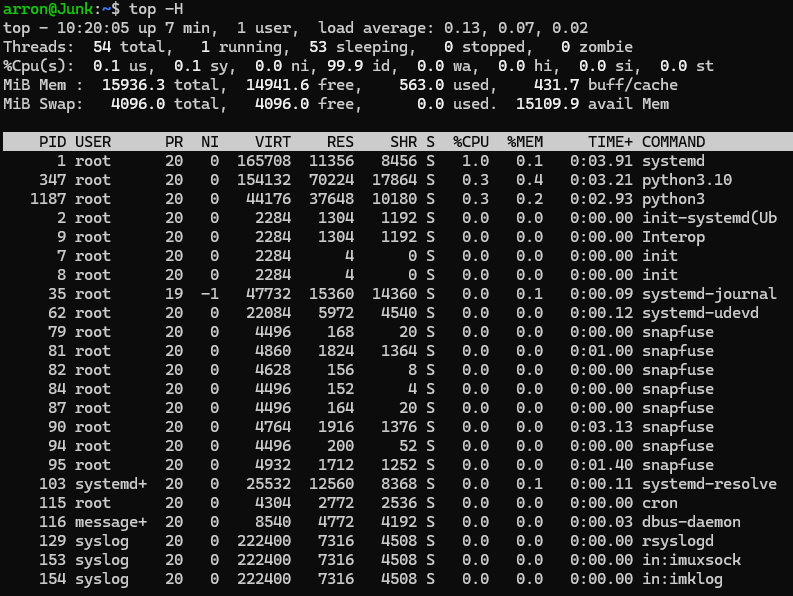 arron@Junk:~$ top -H
top - 10:20:05 up 7 min,  1 user,  load average: 0.13, 0.07, 0.02
Threads:  54 total,   1 running,  53 sleeping,   0 stopped,   0 zombie
%Cpu(s):  0.1 us,  0.1 sy,  0.0 ni, 99.9 id,  0.0 wa,  0.0 hi,  0.0 si,  0.0 st
MiB Mem :  15936.3 total,  14941.6 free,    563.0 used,    431.7 buff/cache
MiB Swap:   4096.0 total,   4096.0 free,      0.0 used.  15109.9 avail Mem
PID USER      PR  NI    VIRT    RES    SHR S  %CPU  %MEM     TIME+ COMMAND
1 root      20   0  165708  11356   8456 S   1.0   0.1   0:03.91 systemd
347 root      20   0  154132  70224  17864 S   0.3   0.4   0:03.21 python3.10
1187 root      20   0   44176  37648  10180 S   0.3   0.2   0:02.93 python3
2 root      20   0    2284   1304   1192 S   0.0   0.0   0:00.00 init-systemd(Ub
9 root      20   0    2284   1304   1192 S   0.0   0.0   0:00.00 Interop
7 root      20   0    2284      4      0 S   0.0   0.0   0:00.00 init
8 root      20   0    2284      4      0 S   0.0   0.0   0:00.00 init
35 root      19  -1   47732  15360  14360 S   0.0   0.1   0:00.09 systemd-journal
62 root      20   0   22084   5972   4540 S   0.0   0.0   0:00.12 systemd-udevd
79 root      20   0    4496    168     20 S   0.0   0.0   0:00.00 snapfuse
81 root      20   0    4860   1824   1364 S   0.0   0.0   0:01.00 snapfuse
82 root      20   0    4628    156      8 S   0.0   0.0   0:00.00 snapfuse
84 root      20   0    4496    152      4 S   0.0   0.0   0:00.00 snapfuse
87 root      20   0    4496    164     20 S   0.0   0.0   0:00.00 snapfuse
90 root      20   0    4764   1916   1376 S   0.0   0.0   0:03.13 snapfuse
94 root      20   0    4496    200     52 S   0.0   0.0   0:00.00 snapfuse
95 root      20   0    4932   1712   1252 S   0.0   0.0   0:01.40 snapfuse
103 systemd+  20   0   25532  12560   8368 S   0.0   0.1   0:00.11 systemd-resolve
115 root      20   0    4304   2772   2536 S   0.0   0.0   0:00.00 cron
116 message+  20   0    8540   4772   4192 S   0.0   0.0   0:00.03 dbus-daemon
129 syslog    20   0  222400   7316   4508 S   0.0   0.0   0:00.00 rsyslogd
153 syslog    20   0  222400   7316   4508 S   0.0   0.0   0:00.00 in:imuxsock
154 syslog    20   0  222400   7316   4508 S   0.0   0.0   0:00.00 in:imklog